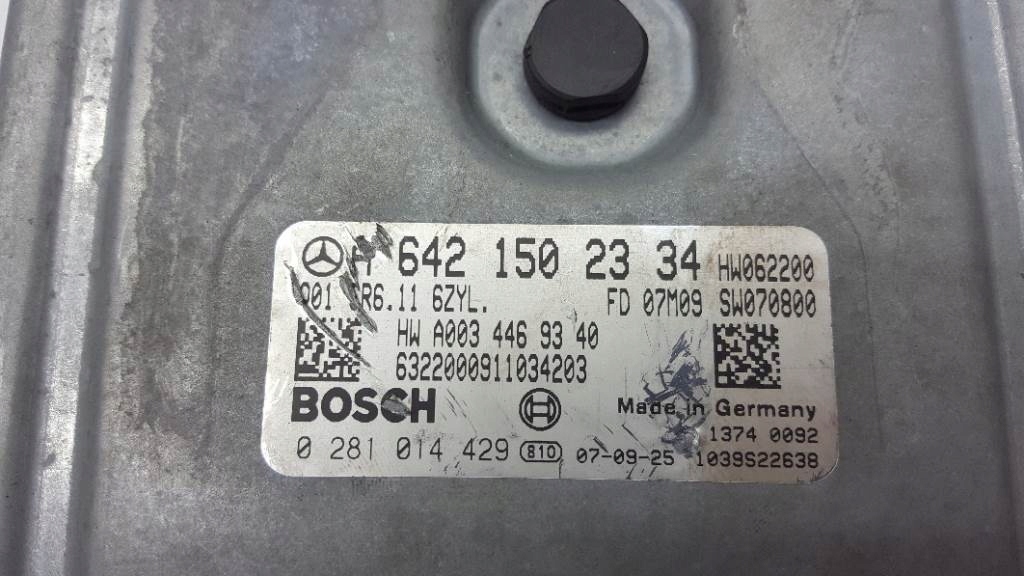 A 642 150 23 34 HW062200
001 CR6.11 6ZYL. FD 07M09 SW070800
HW A003 446 93 40
6322000911034203
BOSCH
Made in Germany
1374 0092
0 281 014 429 810 07-09-25 1039S22638